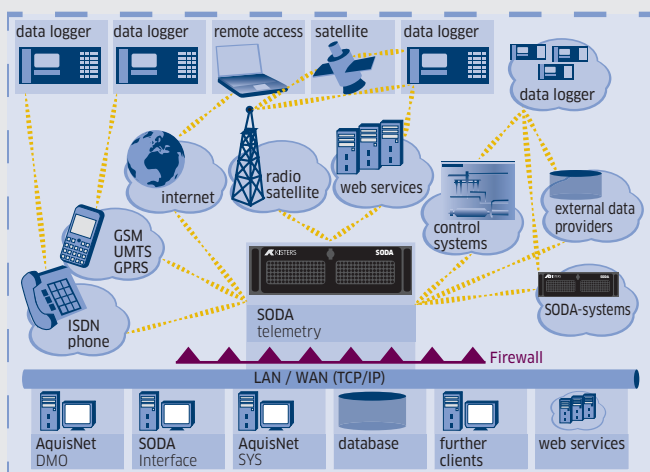 data logger
data logger
remote access
satellite
data logger
data logger
internet
radio
satellite
web services
control
systems
external data
providers
GSM
UMTS
GPRS
KISTERS
SODA
SODA-systems
ISDN
phone
SODA
telemetry
Firewall
LAN / WAN (TCP/IP)
AquisNet
DMO
SODA
Interface
AquisNet
SYS
database
further
clients
web services